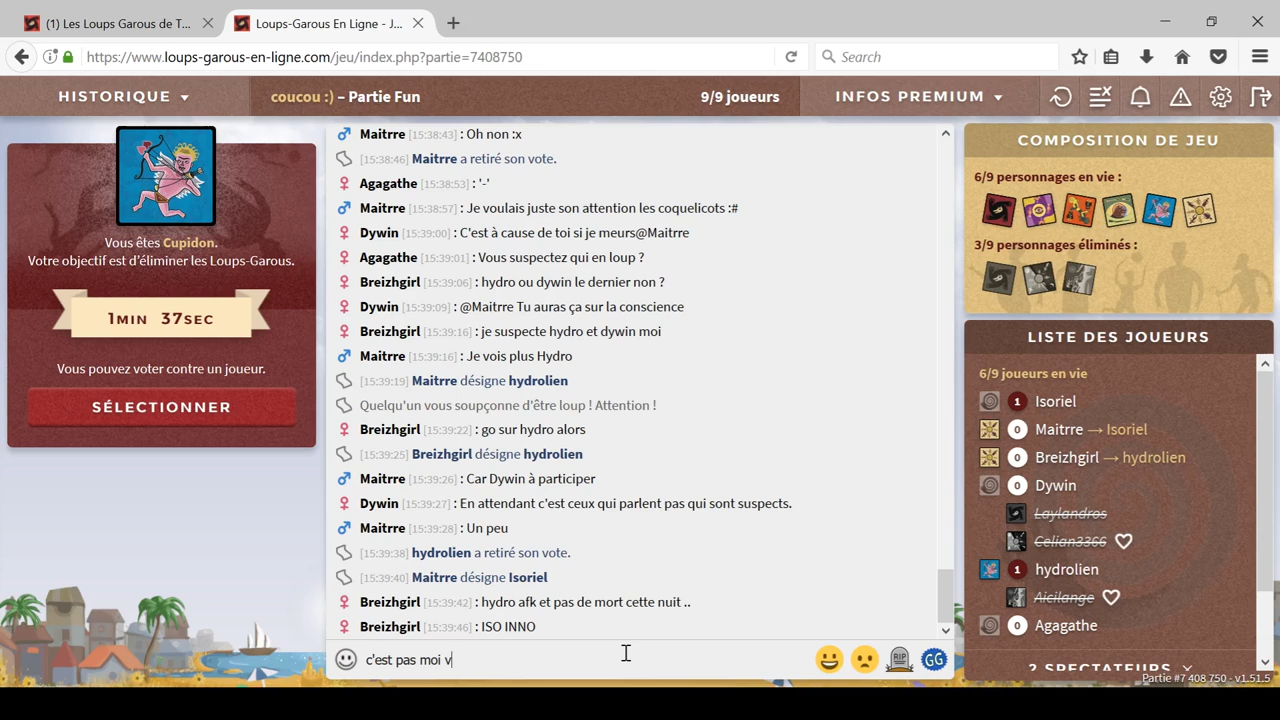 (1) Les Loups Garous de T...
Loups-Garous En Ligne - J...
https://www.loups-garous-en-ligne.com/jeu/index.php?partie=7408750
Search
HISTORIQUE
coucou :) – Partie Fun
9/9 joueurs
INFOS PREMIUM
Vous êtes Cupidon.
Votre objectif est d'éliminer les Loups-Garous.
1MIN 37SEC
Vous pouvez voter contre un joueur.
SÉLECTIONNER
Maitrre [15:38:43] : Oh non :x
[15:38:46] Maitrre a retiré son vote.
Agagathe [15:38:53] : '-'
Maitrre [15:38:57] : Je voulais juste son attention les coquelicots :#
Dywin [15:39:00] : C'est à cause de toi si je meurs@Maitrre
Agagathe [15:39:01] : Vous suspectez qui en loup ?
Breizhgirl [15:39:06] : hydro ou dywin le dernier non ?
Dywin [15:39:09] : @Maitrre Tu auras ça sur la conscience
Breizhgirl [15:39:16] : je suspecte hydro et dywin moi
Maitrre [15:39:16] : Je vois plus Hydro
[15:39:19] Maitrre désigne hydrolien
Quelqu'un vous soupçonne d'être loup ! Attention !
Breizhgirl [15:39:22] : go sur hydro alors
[15:39:25] Breizhgirl désigne hydrolien
Maitrre [15:39:26] : Car Dywin à participer
Dywin [15:39:27] : En attendant c'est ceux qui parlent pas qui sont suspects.
Maitrre [15:39:28] : Un peu
[15:39:38] hydrolien a retiré son vote.
[15:39:40] Maitrre désigne Isoriel
Breizhgirl [15:39:42] : hydro afk et pas de mort cette nuit ..
Breizhgirl [15:39:46] : ISO INNO
c'est pas moi v
RIP
GG
COMPOSITION DE JEU
6/9 personnages en vie :
3/9 personnages éliminés :
LISTE DES JOUEURS
6/9 joueurs en vie
1 Isoriel
0 Maitrre → Isoriel
0 Breizhgirl → hydrolien
0 Dywin
Laylandros
Celian3366
1 hydrolien
Aicilange
0 Agagathe
2 SPECTATEURS
Partie #7 408 750 - v1.51.5